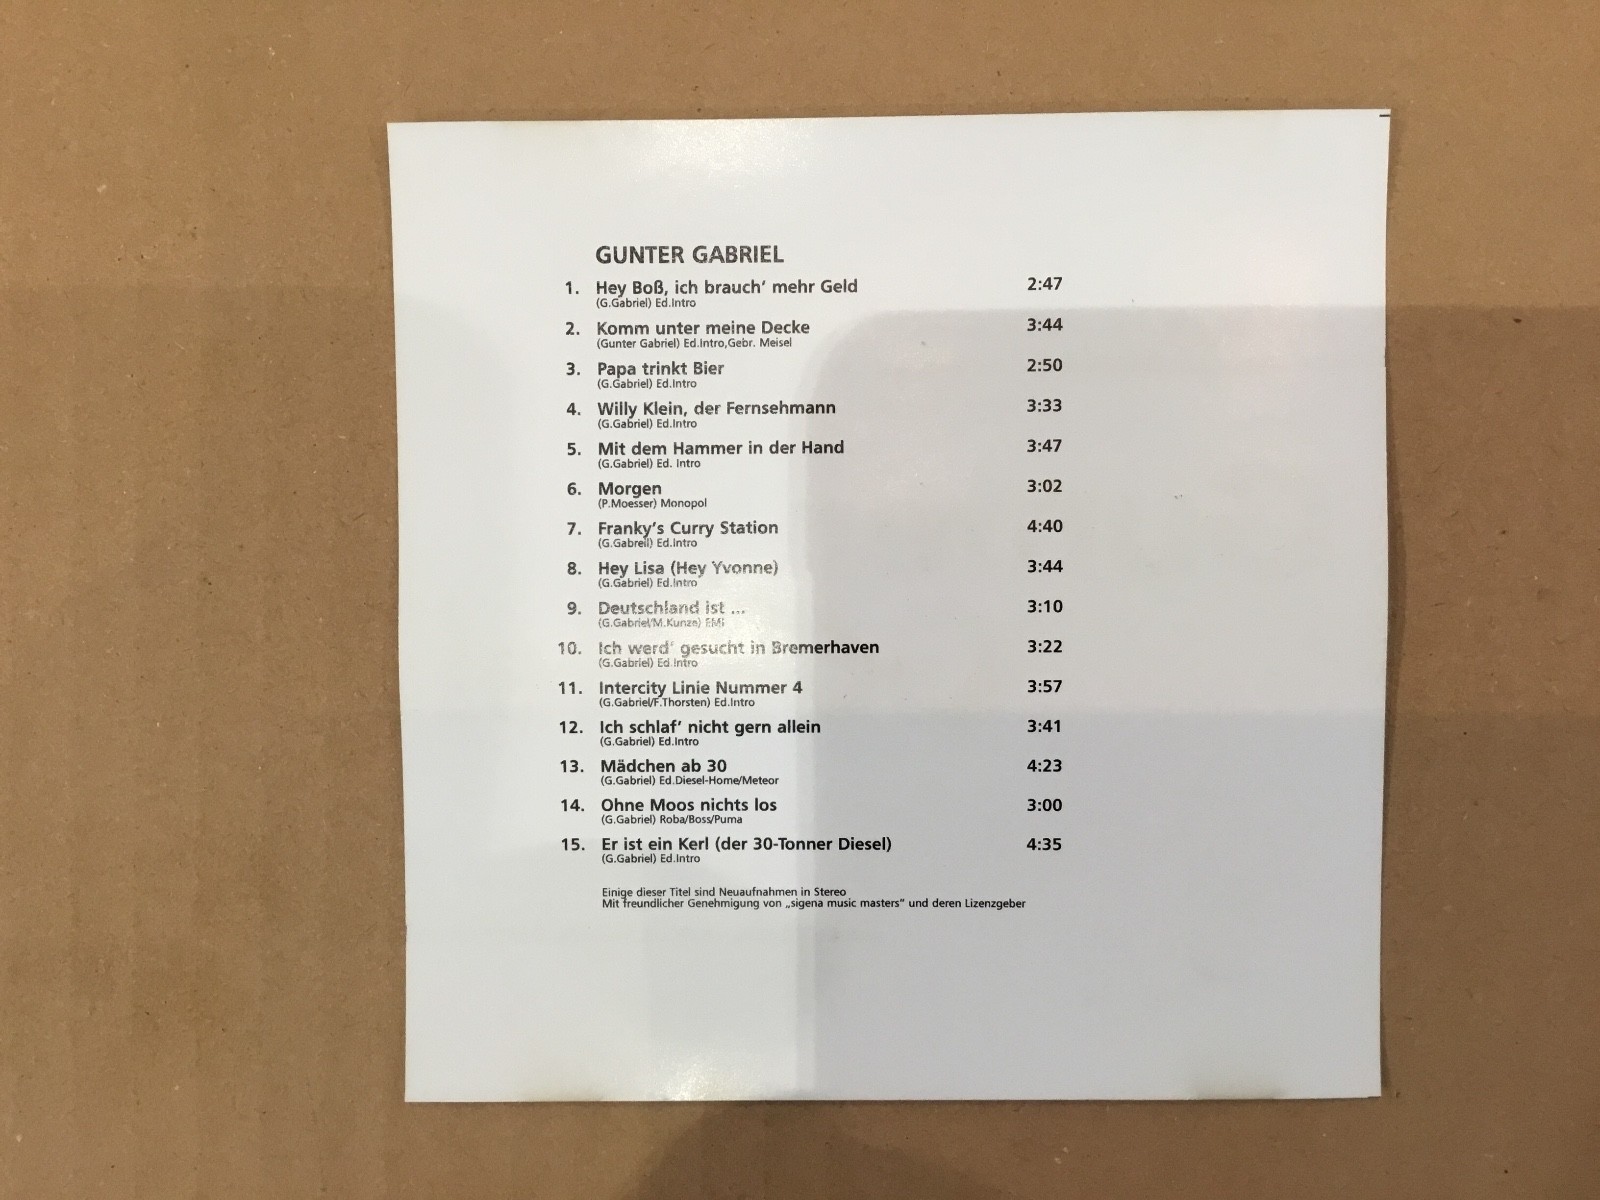 GUNTER GABRIEL
1. Hey Boß, ich brauch' mehr Geld 2:47
(G.Gabriel) Ed.Intro
2. Komm unter meine Decke 3:44
(Gunter Gabriel) Ed.Intro,Gebr. Meisel
3. Papa trinkt Bier 2:50
(G.Gabriel) Ed.Intro
4. Willy Klein, der Fernsehmann 3:33
(G.Gabriel) Ed.Intro
5. Mit dem Hammer in der Hand 3:47
(G.Gabriel) Ed. Intro
6. Morgen 3:02
(P.Moesser) Monopol
7. Franky's Curry Station 4:40
(G.Gabrell) Ed.Intro
8. Hey Lisa (Hey Yvonne) 3:44
(G.Gabriel) Ed.Intro
9. Deutschland ist ... 3:10
(G.Gabriel/M.Kunze) EMI
10. Ich werd' gesucht in Bremerhaven 3:22
(G.Gabriel) Ed.Intro
11. Intercity Linie Nummer 4 3:57
(G.Gabriel/F.Thorsten) Ed.Intro
12. Ich schlaf' nicht gern allein 3:41
(G.Gabriel) Ed.Intro
13. Mädchen ab 30 4:23
(G.Gabriel) Ed.Diesel-Home/Meteor
14. Ohne Moos nichts los 3:00
(G.Gabriel) Roba/Boss/Puma
15. Er ist ein Kerl (der 30-Tonner Diesel) 4:35
(G.Gabriel) Ed.Intro
Einige dieser Titel sind Neuaufnahmen in Stereo
Mit freundlicher Genehmigung von „sigena music masters" und deren Lizenzgeber